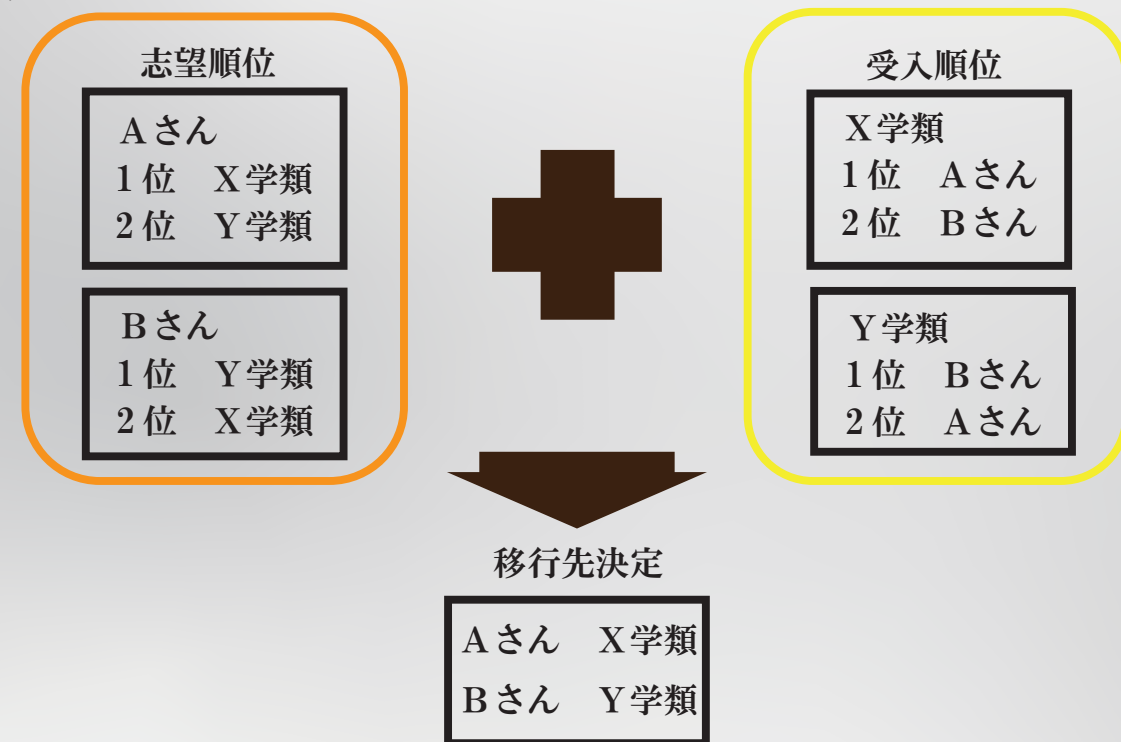 志望順位
Aさん
1位　X学類
2位　Y学類
Bさん
1位　Y学類
2位　X学類
受入順位
X学類
1位　Aさん
2位　Bさん
Y学類
1位　Bさん
2位　Aさん
移行先決定
Aさん　X学類
Bさん　Y学類